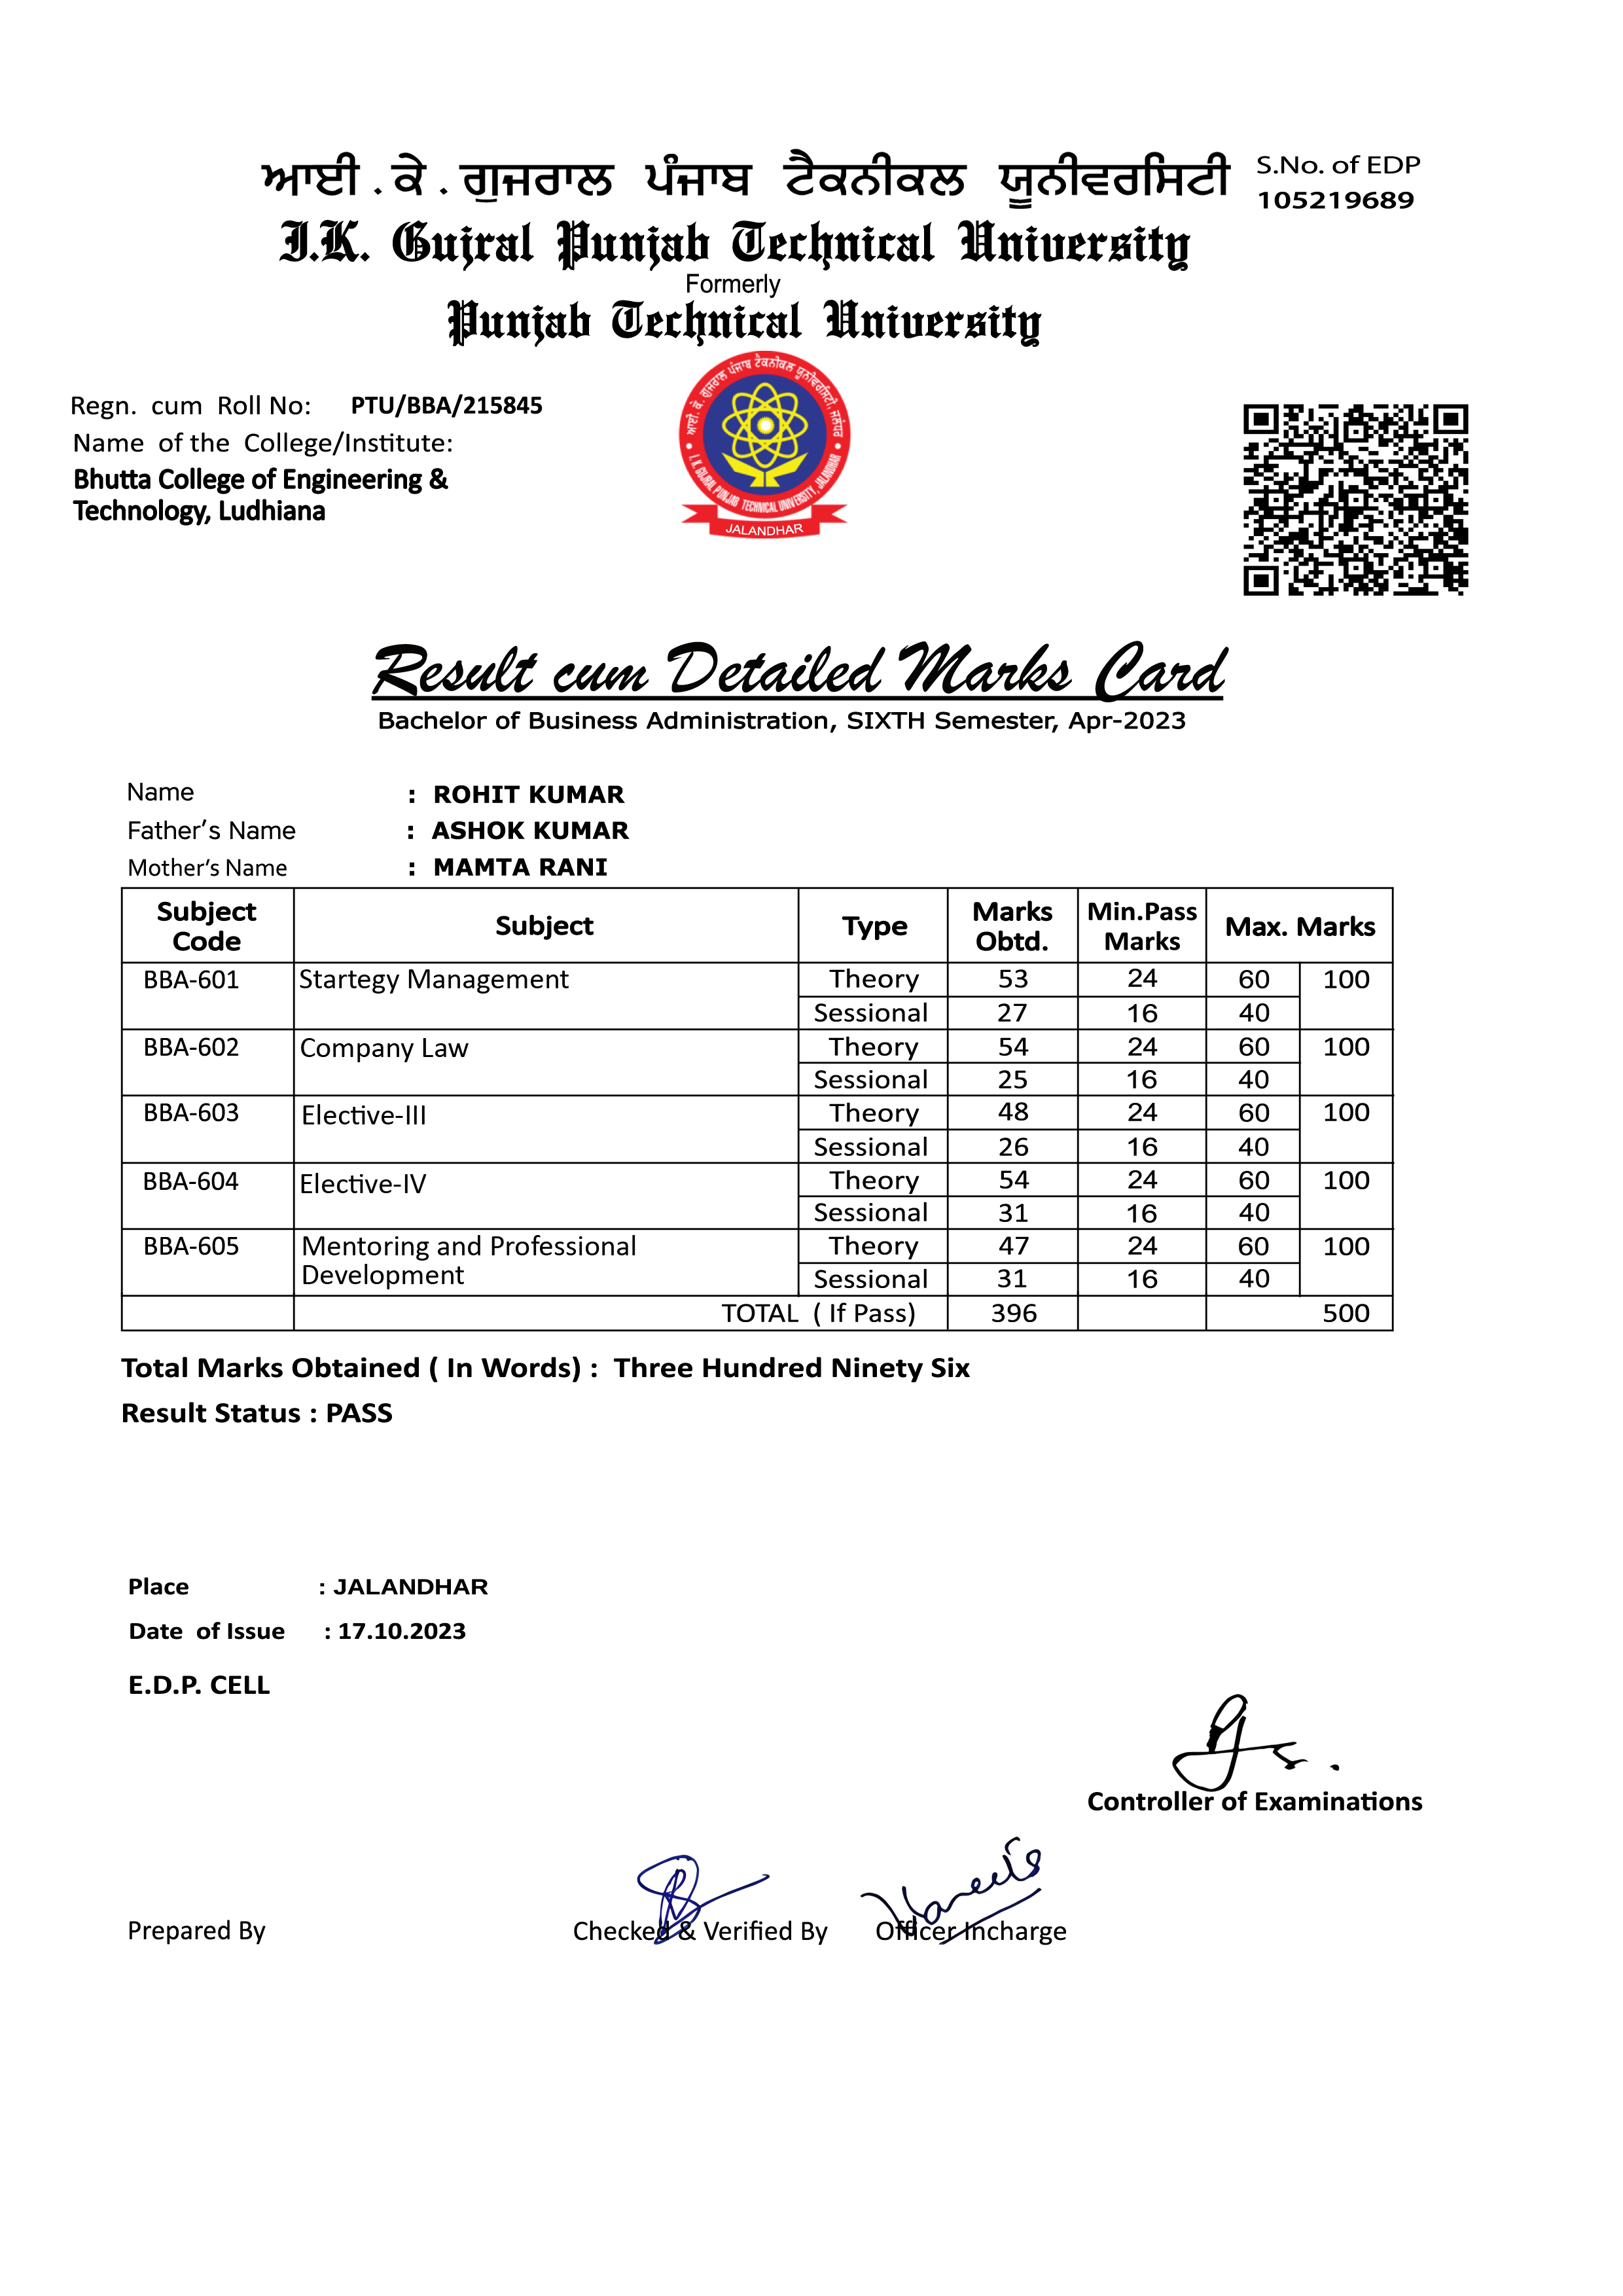 ਆਈ . ਕੇ . ਗੁਜਰਾਲ ਪੰਜਾਬ ਟੈਕਨੀਕਲ ਯੂਨੀਵਰਸਿਟੀ
S.No. of EDP
105219689
I.K. Gujral Punjab Technical University
Formerly
Punjab Technical University
ਆਈ. ਕੇ. ਗੁਜਰਾਲ ਪੰਜਾਬ ਟੈਕਨੀਕਲ ਯੂਨੀਵਰਸਿਟੀ, ਜਲੰਧਰ
I. K. GUJRAL PUNJAB TECHNICAL UNIVERSITY, JALANDHAR
JALANDHAR
Regn. cum Roll No: PTU/BBA/215845
Name of the College/Institute:
Bhutta College of Engineering &
Technology, Ludhiana
Result cum Detailed Marks Card
Bachelor of Business Administration, SIXTH Semester, Apr-2023
Name : ROHIT KUMAR
Father's Name : ASHOK KUMAR
Mother's Name : MAMTA RANI
Subject Code Subject Type Marks Obtd. Min.Pass Marks Max. Marks
BBA-601 Startegy Management Theory 53 24 60 100
Sessional 27 16 40
BBA-602 Company Law Theory 54 24 60 100
Sessional 25 16 40
BBA-603 Elective-III Theory 48 24 60 100
Sessional 26 16 40
BBA-604 Elective-IV Theory 54 24 60 100
Sessional 31 16 40
BBA-605 Mentoring and Professional Theory 47 24 60 100
Development Sessional 31 16 40
TOTAL ( If Pass) 396 500
Total Marks Obtained ( In Words) : Three Hundred Ninety Six
Result Status : PASS
Place : JALANDHAR
Date of Issue : 17.10.2023
E.D.P. CELL
Controller of Examinations
Prepared By Checked & Verified By Officer Incharge